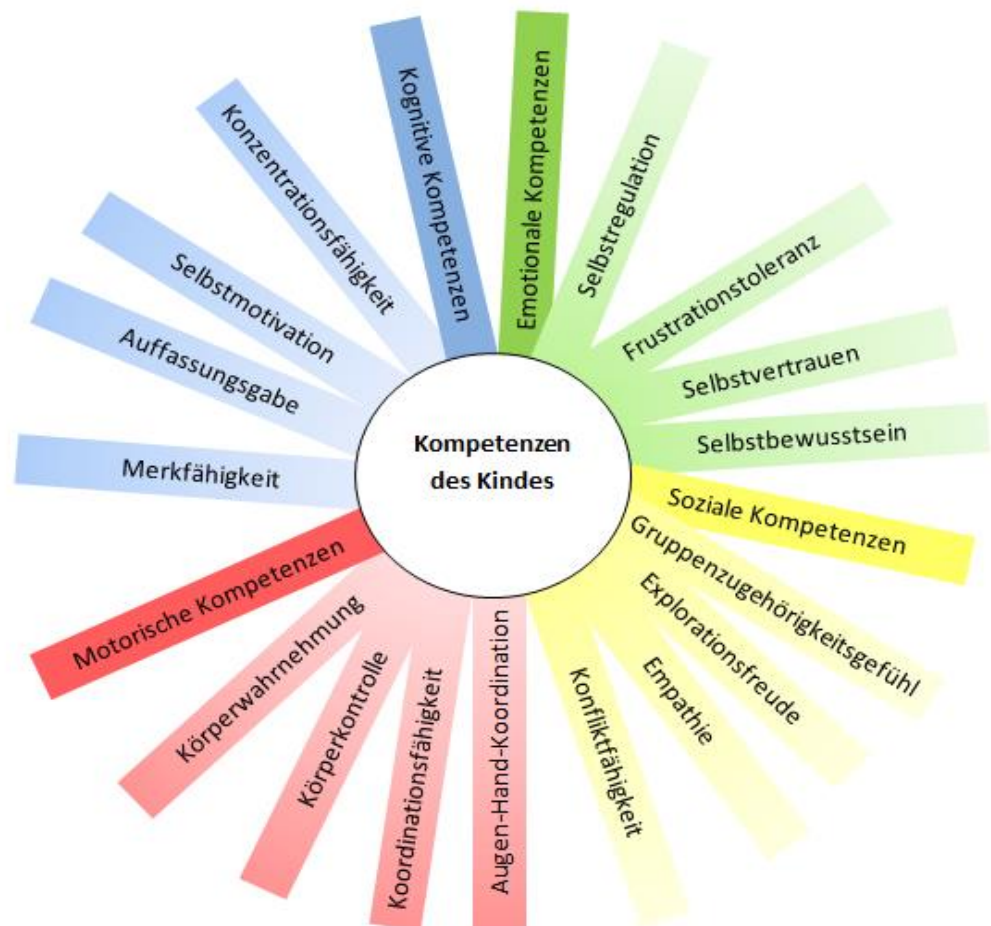 Kompetenzen
des Kindes
Kognitive Kompetenzen
Konzentrationsfähigkeit
Selbstmotivation
Auffassungsgabe
Merkfähigkeit
Emotionale Kompetenzen
Selbstregulation
Frustrationstoleranz
Selbstvertrauen
Selbstbewusstsein
Soziale Kompetenzen
Gruppenzugehörigkeitsgefühl
Explorationsfreude
Empathie
Konfliktfähigkeit
Motorische Kompetenzen
Körperwahrnehmung
Körperkontrolle
Koordinationsfähigkeit
Augen-Hand-Koordination